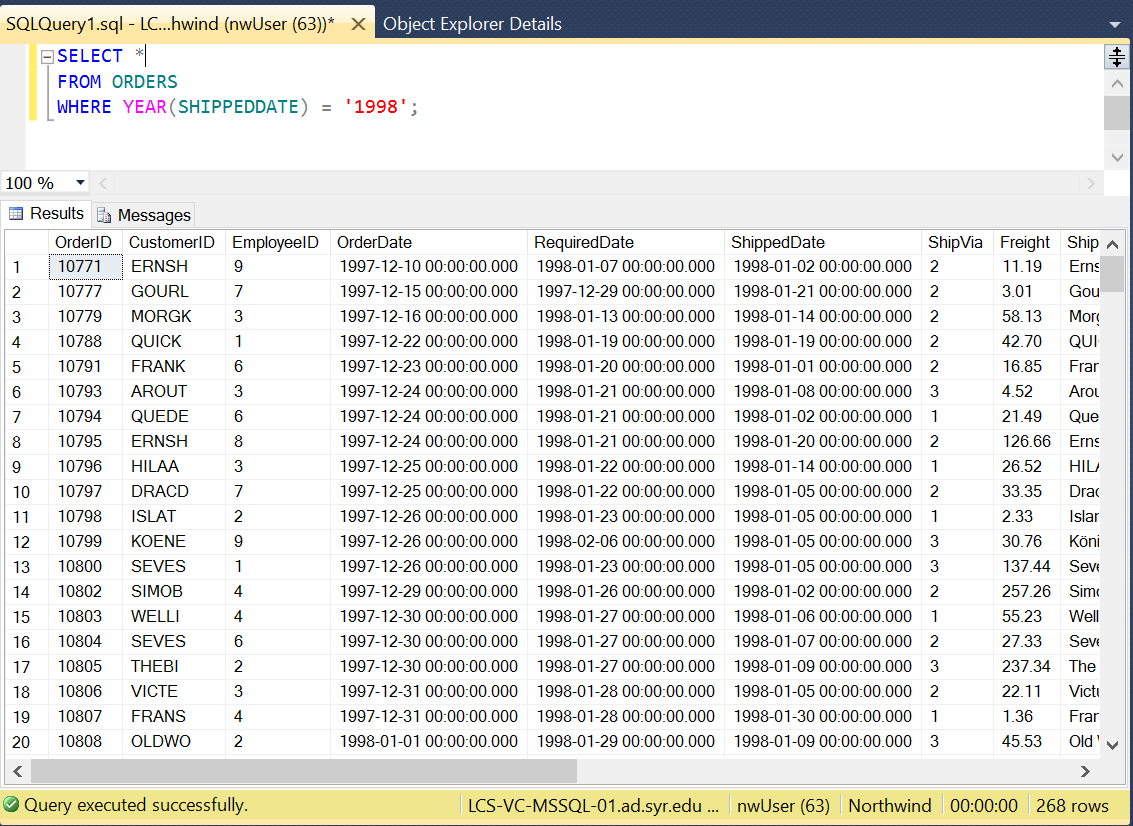 SQLQuery1.sql - LC...hwind (nwUser (63))* Object Explorer Details
SELECT *
FROM ORDERS
WHERE YEAR(SHIPPEDDATE) = '1998';
100 %
Results Messages
OrderID CustomerID EmployeeID OrderDate RequiredDate ShippedDate ShipVia Freight Ship
1 10771 ERNSH 9 1997-12-10 00:00:00.000 1998-01-07 00:00:00.000 1998-01-02 00:00:00.000 2 11.19 Erns
2 10777 GOURL 7 1997-12-15 00:00:00.000 1997-12-29 00:00:00.000 1998-01-21 00:00:00.000 2 3.01 Gou
3 10779 MORGK 3 1997-12-16 00:00:00.000 1998-01-13 00:00:00.000 1998-01-14 00:00:00.000 2 58.13 Morg
4 10788 QUICK 1 1997-12-22 00:00:00.000 1998-01-19 00:00:00.000 1998-01-19 00:00:00.000 2 42.70 QUI
5 10791 FRANK 6 1997-12-23 00:00:00.000 1998-01-20 00:00:00.000 1998-01-01 00:00:00.000 2 16.85 Fran
6 10793 AROUT 3 1997-12-24 00:00:00.000 1998-01-21 00:00:00.000 1998-01-08 00:00:00.000 3 4.52 Arou
7 10794 QUEDE 6 1997-12-24 00:00:00.000 1998-01-21 00:00:00.000 1998-01-02 00:00:00.000 1 21.49 Que
8 10795 ERNSH 8 1997-12-24 00:00:00.000 1998-01-21 00:00:00.000 1998-01-20 00:00:00.000 2 126.66 Erns
9 10796 HILAA 3 1997-12-25 00:00:00.000 1998-01-22 00:00:00.000 1998-01-14 00:00:00.000 1 26.52 HILA
10 10797 DRACD 7 1997-12-25 00:00:00.000 1998-01-22 00:00:00.000 1998-01-05 00:00:00.000 2 33.35 Drac
11 10798 ISLAT 2 1997-12-26 00:00:00.000 1998-01-23 00:00:00.000 1998-01-05 00:00:00.000 1 2.33 Islan
12 10799 KOENE 9 1997-12-26 00:00:00.000 1998-02-06 00:00:00.000 1998-01-05 00:00:00.000 3 30.76 Köni
13 10800 SEVES 1 1997-12-26 00:00:00.000 1998-01-23 00:00:00.000 1998-01-05 00:00:00.000 3 137.44 Seve
14 10802 SIMOB 4 1997-12-29 00:00:00.000 1998-01-26 00:00:00.000 1998-01-02 00:00:00.000 2 257.26 Simo
15 10803 WELLI 4 1997-12-30 00:00:00.000 1998-01-27 00:00:00.000 1998-01-06 00:00:00.000 1 55.23 Well
16 10804 SEVES 6 1997-12-30 00:00:00.000 1998-01-27 00:00:00.000 1998-01-07 00:00:00.000 2 27.33 Seve
17 10805 THEBI 2 1997-12-30 00:00:00.000 1998-01-27 00:00:00.000 1998-01-09 00:00:00.000 3 237.34 The
18 10806 VICTE 3 1997-12-31 00:00:00.000 1998-01-28 00:00:00.000 1998-01-05 00:00:00.000 2 22.11 Victu
19 10807 FRANS 4 1997-12-31 00:00:00.000 1998-01-28 00:00:00.000 1998-01-30 00:00:00.000 1 1.36 Fran
20 10808 OLDWO 2 1998-01-01 00:00:00.000 1998-01-29 00:00:00.000 1998-01-09 00:00:00.000 3 45.53 Old
Query executed successfully. LCS-VC-MSSQL-01.ad.syr.edu ... nwUser (63) Northwind 00:00:00 268 rows